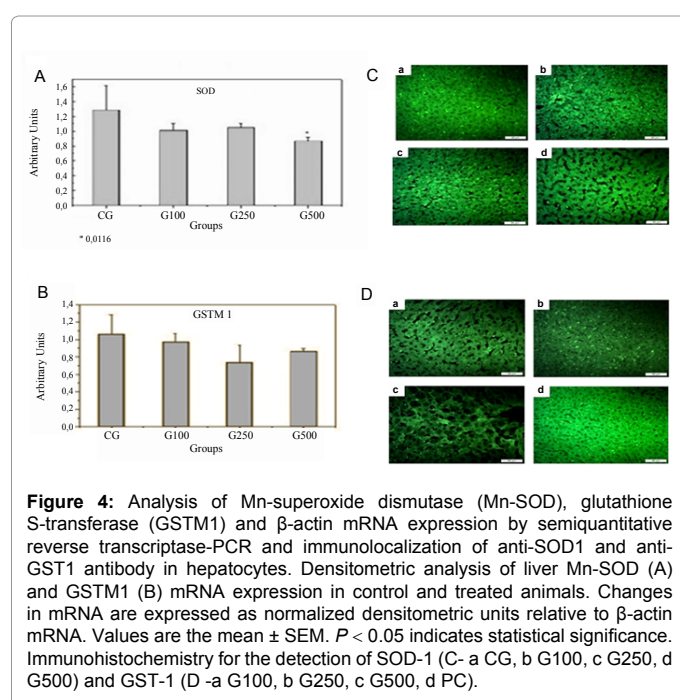 A
SOD
Arbitrary Units
1,6
1,4
1,2
1,0
0,8
0,6
0,4
0,2
0,0
*
CG G100 G250 G500
Groups
* 0,0116
C
a b
c d
B
GSTM 1
Arbitrary Units
1,4
1,2
1,0
0,8
0,6
0,4
0,2
0,0
CG G100 G250 G500
Groups
D
a b
c d
Figure 4: Analysis of Mn-superoxide dismutase (Mn-SOD), glutathione
S-transferase (GSTM1) and β-actin mRNA expression by semiquantitative
reverse transcriptase-PCR and immunolocalization of anti-SOD1 and anti-
GST1 antibody in hepatocytes. Densitometric analysis of liver Mn-SOD (A)
and GSTM1 (B) mRNA expression in control and treated animals. Changes
in mRNA are expressed as normalized densitometric units relative to β-actin
mRNA. Values are the mean ± SEM. P < 0.05 indicates statistical significance.
Immunohistochemistry for the detection of SOD-1 (C- a CG, b G100, c G250, d
G500) and GST-1 (D -a G100, b G250, c G500, d PC).